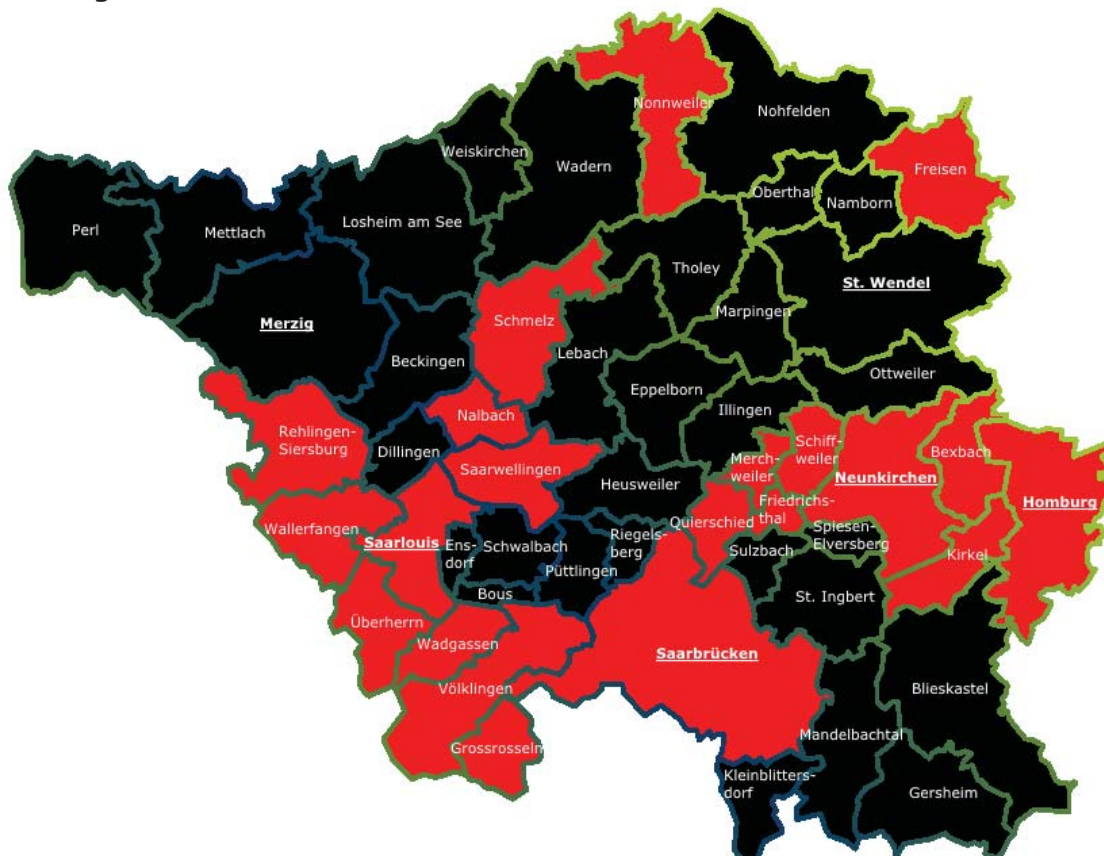 Nonnweiler
Nohfelden
Weiskirchen
Wadern
Freisen
Oberthal
Namborn
Perl
Mettlach
Losheim am See
Tholey
St. Wendel
Merzig
Schmelz
Marpingen
Beckingen
Lebach
Ottweiler
Eppelborn
Illingen
Nalbach
Rehlingen-
Siersburg
Dillingen
Saarwellingen
Schiff-
weiler
Merch-
weiler
Bexbach
Neunkirchen
Heusweiler
Homburg
Friedrichs-
thal
Quierschied
Wallerfangen
Saarlouis
Ens-
dorf
Schwalbach
Riegels-
berg
Püttlingen
Spiesen-
Elversberg
Sulzbach
Kirkel
Bous
St. Ingbert
Überherrn
Wadgassen
Saarbrücken
Völklingen
Blieskastel
Mandelbachtal
Grossrosseln
Kleinblitters-
dorf
Gersheim